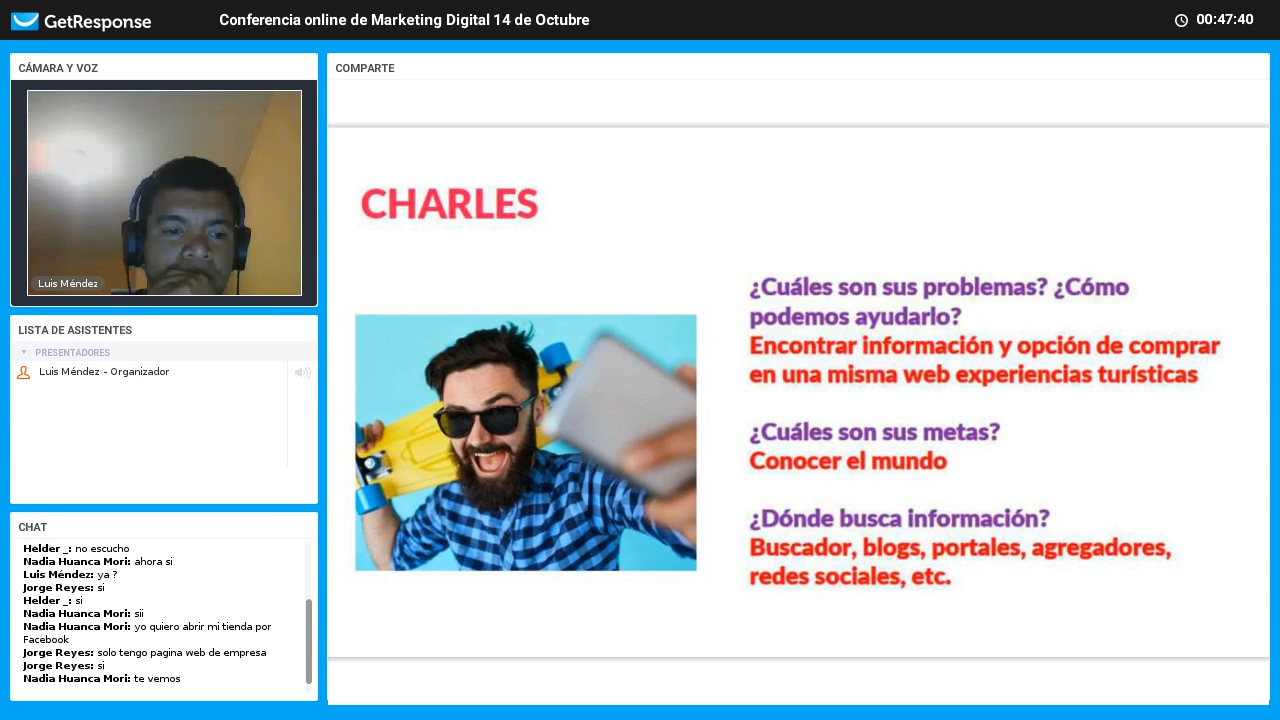 GetResponse
Conferencia online de Marketing Digital 14 de Octubre
00:47:40
CÁMARA Y VOZ
Luis Méndez
LISTA DE ASISTENTES
PRESENTADORES
Luis Méndez - Organizador
CHAT
Helder _: no escucho
Nadia Huanca Mori: ahora si
Luis Méndez: ya ?
Jorge Reyes: si
Helder _: si
Nadia Huanca Mori: sii
Nadia Huanca Mori: yo quiero abrir mi tienda por
Facebook
Jorge Reyes: solo tengo pagina web de empresa
Jorge Reyes: si
Nadia Huanca Mori: te vemos
COMPARTE
CHARLES
¿Cuáles son sus problemas? ¿Cómo
podemos ayudarlo?
Encontrar información y opción de comprar
en una misma web experiencias turísticas
¿Cuáles son sus metas?
Conocer el mundo
¿Dónde busca información?
Buscador, blogs, portales, agregadores,
redes sociales, etc.